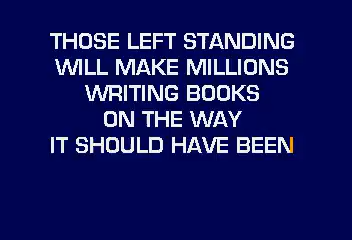 THOSE LEFT STANDING
WILL MAKE MILLIONS
WRITING BOOKS
ON THE WAY
IT SHOULD HAVE BEEN